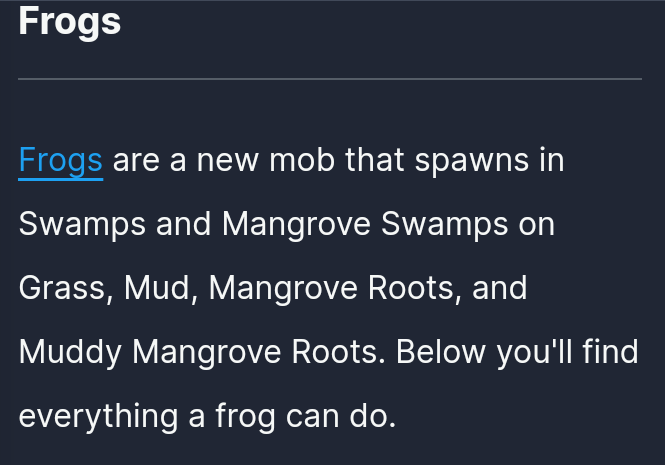 Frogs
Frogs are a new mob that spawns in
Swamps and Mangrove Swamps on
Grass, Mud, Mangrove Roots, and
Muddy Mangrove Roots. Below you'll find
everything a frog can do.